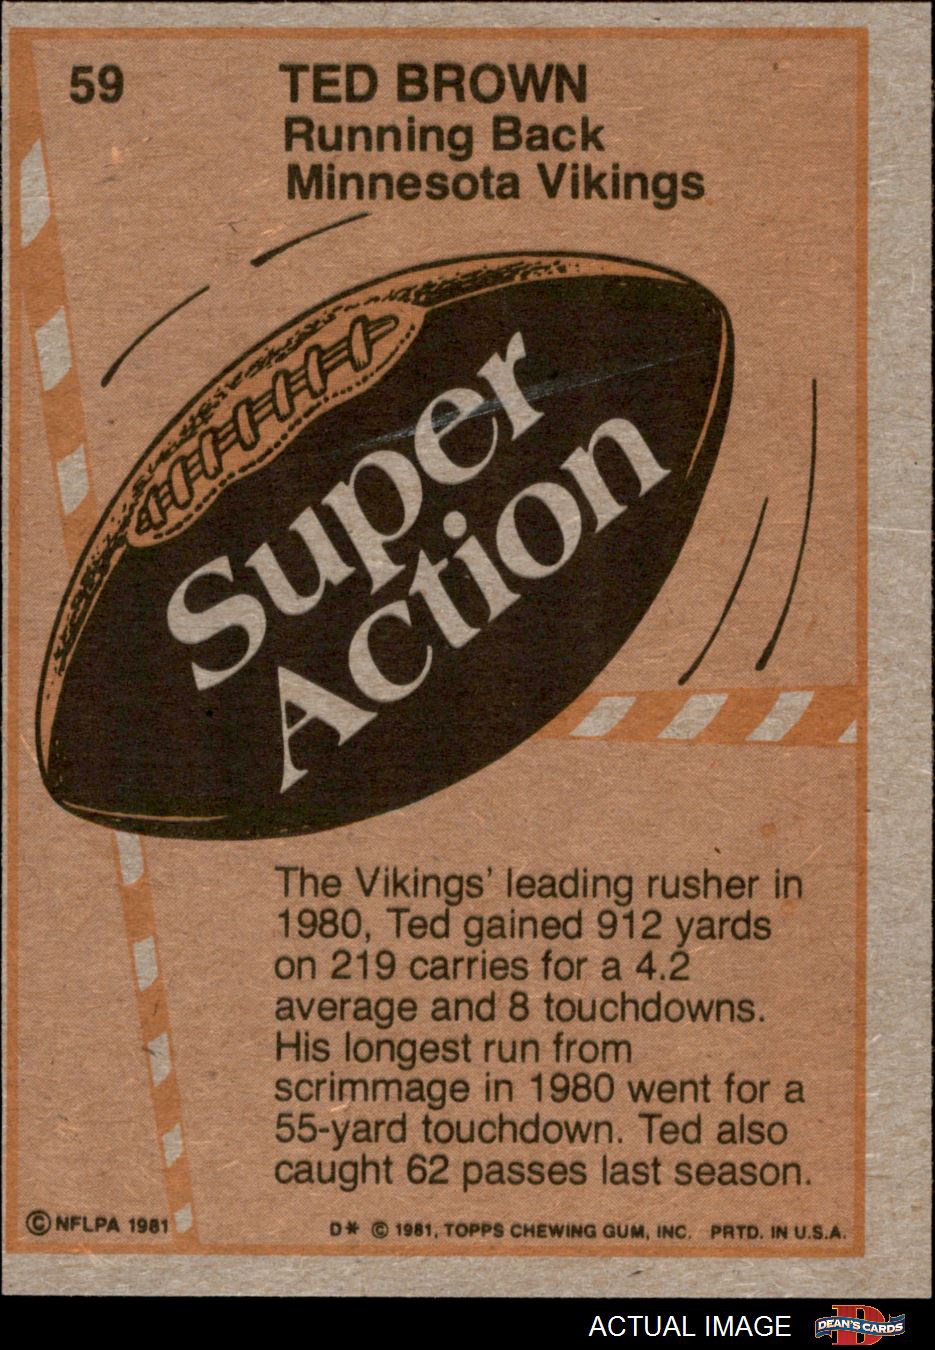 59
TED BROWN
Running Back
Minnesota Vikings
Super
Action
The Vikings' leading rusher in
1980, Ted gained 912 yards
on 219 carries for a 4.2
average and 8 touchdowns.
His longest run from
scrimmage in 1980 went for a
55-yard touchdown. Ted also
caught 62 passes last season.
© NFLPA 1981
D* © 1981, TOPPS CHEWING GUM, INC. PRTD. IN U.S.A.
ACTUAL IMAGE
D
DEAN'S CARDS